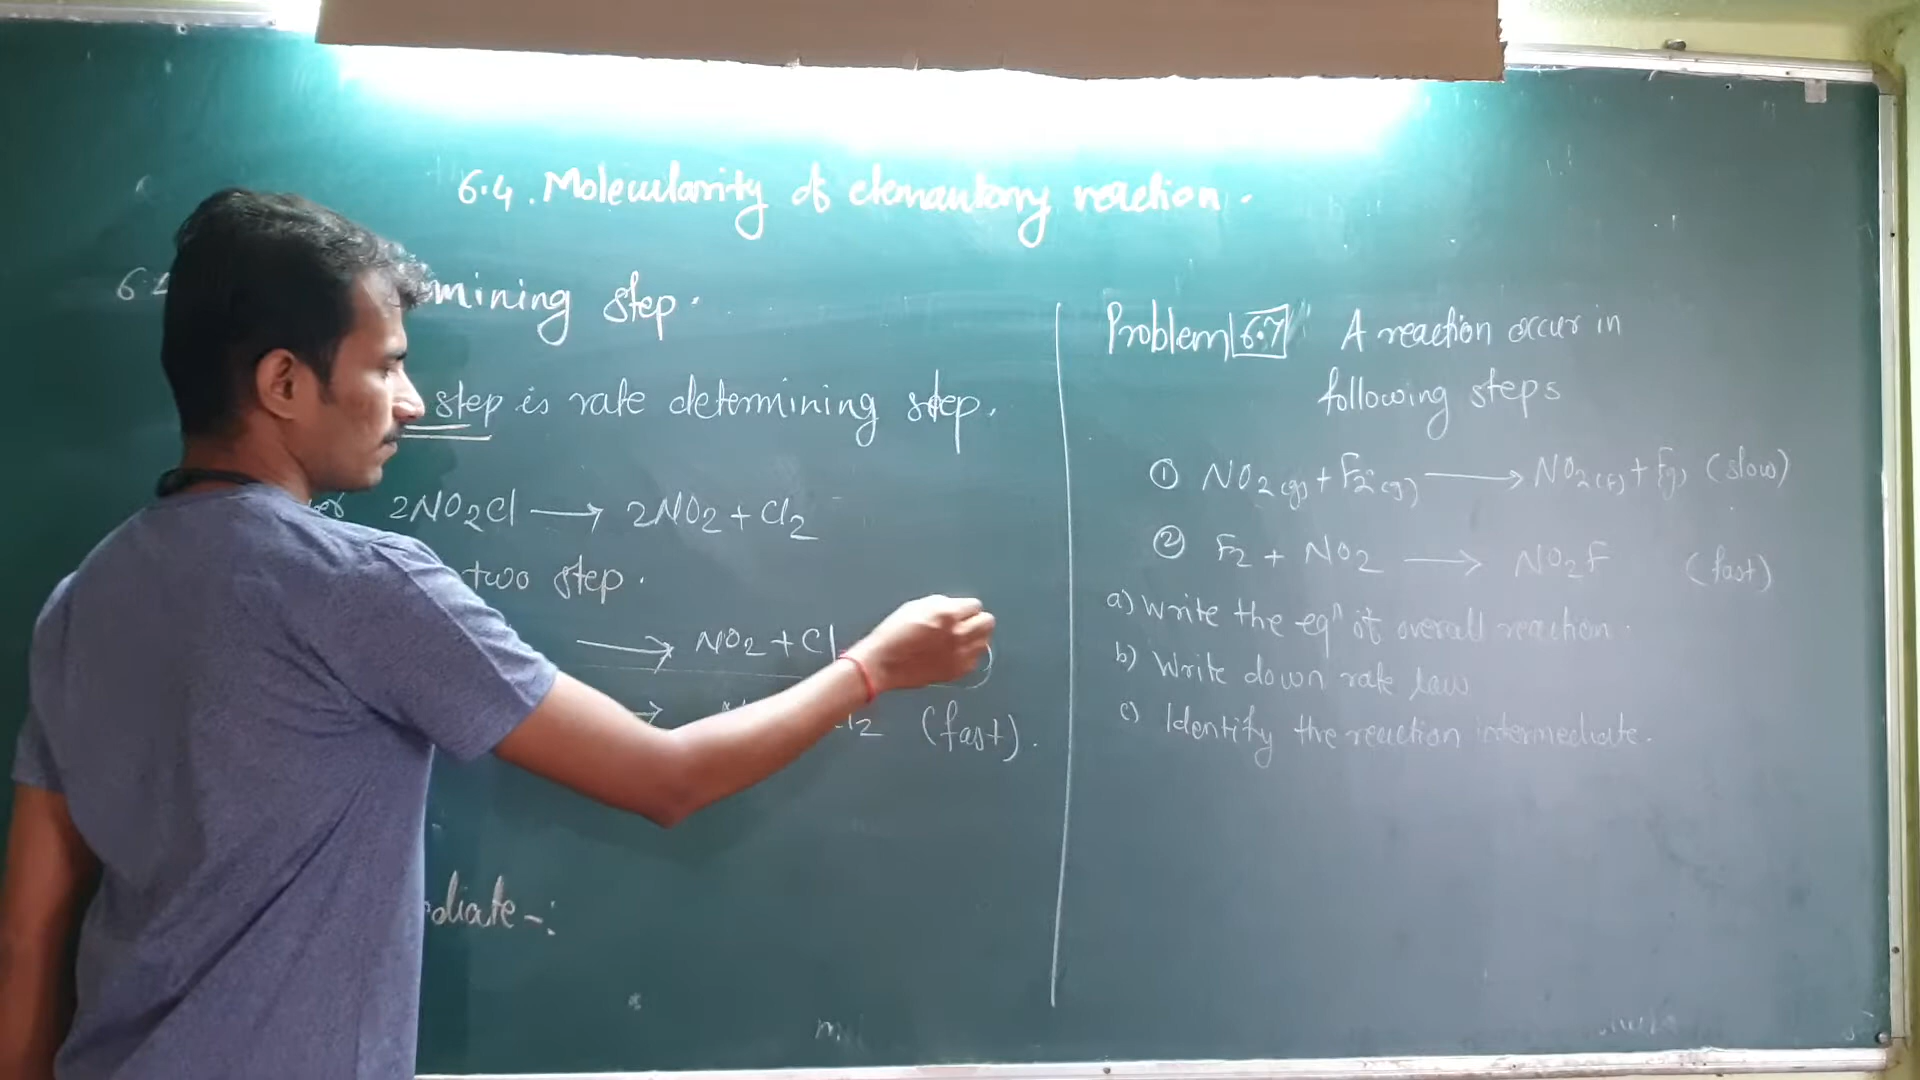 6.4. Molecularity of elemantary reaction.
mining step.
step is rate determining step.
2NO2Cl → 2NO2 + Cl2
two step.
→ NO2 + Cl
→ (fast).
diate -:
Problem 6.7 A reaction occur in
following steps
① NO2(g) + F2(g) → NO2(F) + F(g) (slow)
② F2 + NO2 → NO2F (fast)
a) Write the eqn of overall reaction.
b) Write down rate law
c) Identify the reaction intermediate.